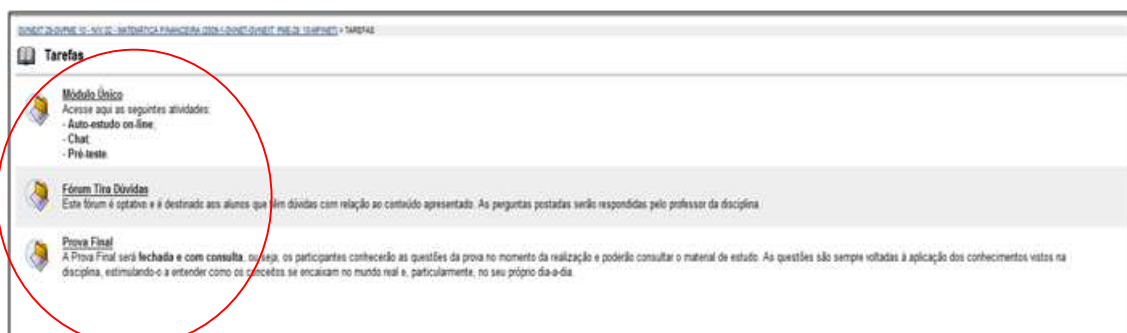 MATEMÁTICA FINANCEIRA > TAREFAS
Tarefas
Módulo Único
Acesse aqui as seguintes atividades:
- Auto-estudo on-line;
- Chat;
- Pré-teste.
Fórum Tira Dúvidas
Este fórum é optativo e é destinado aos alunos que têm dúvidas com relação ao conteúdo apresentado. As perguntas postadas serão respondidas pelo professor da disciplina.
Prova Final
A Prova Final será fechada e com consulta, ou seja, os participantes conhecerão as questões da prova no momento da realização e poderão consultar o material de estudo. As questões são sempre voltadas à aplicação dos conhecimentos vistos na
disciplina, estimulando-o a entender como os conceitos se encaixam no mundo real e, particularmente, no seu próprio dia-a-dia.